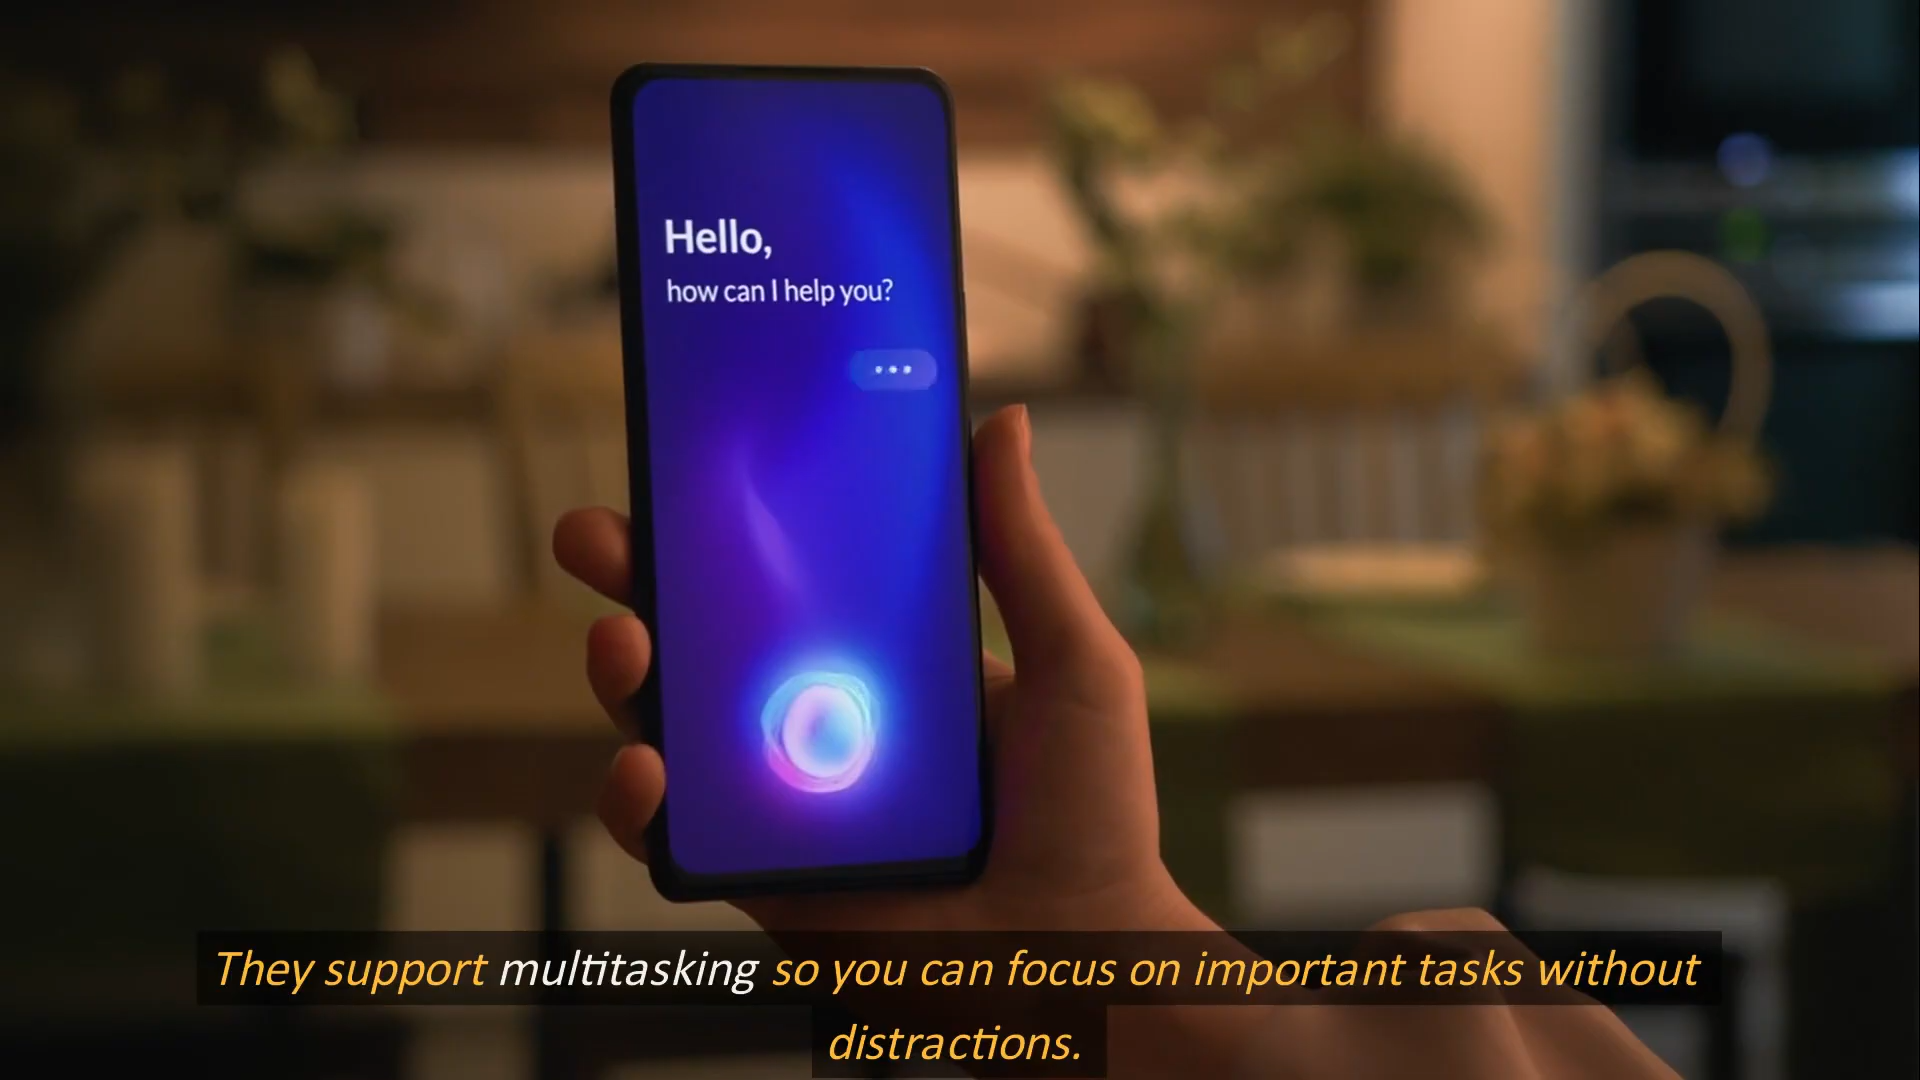 Hello,
how can I help you?
They support multitasking so you can focus on important tasks without
distractions.